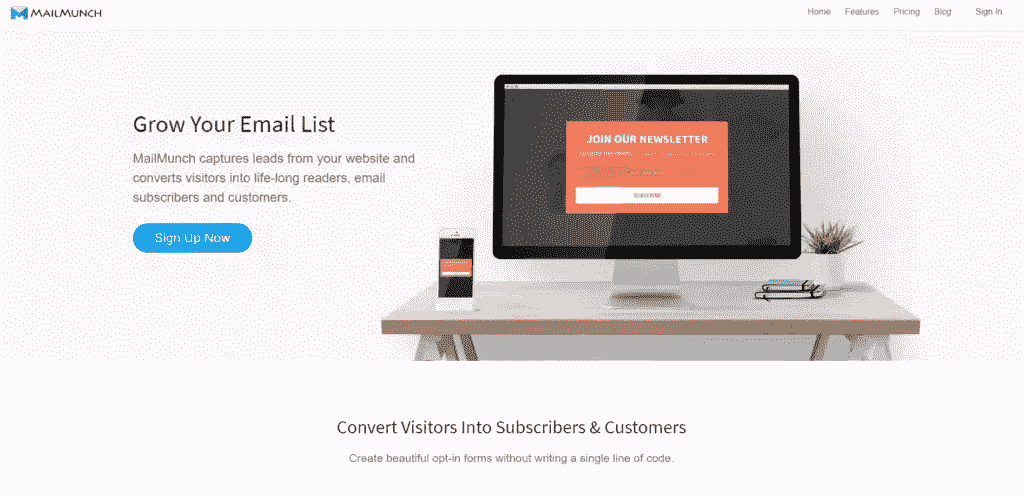 MAILMUNCH
Home Features Pricing Blog Sign In
Grow Your Email List
MailMunch captures leads from your website and
converts visitors into life-long readers, email
subscribers and customers.
Sign Up Now
JOIN OUR NEWSLETTER
SUBSCRIBE
Convert Visitors Into Subscribers & Customers
Create beautiful opt-in forms without writing a single line of code.